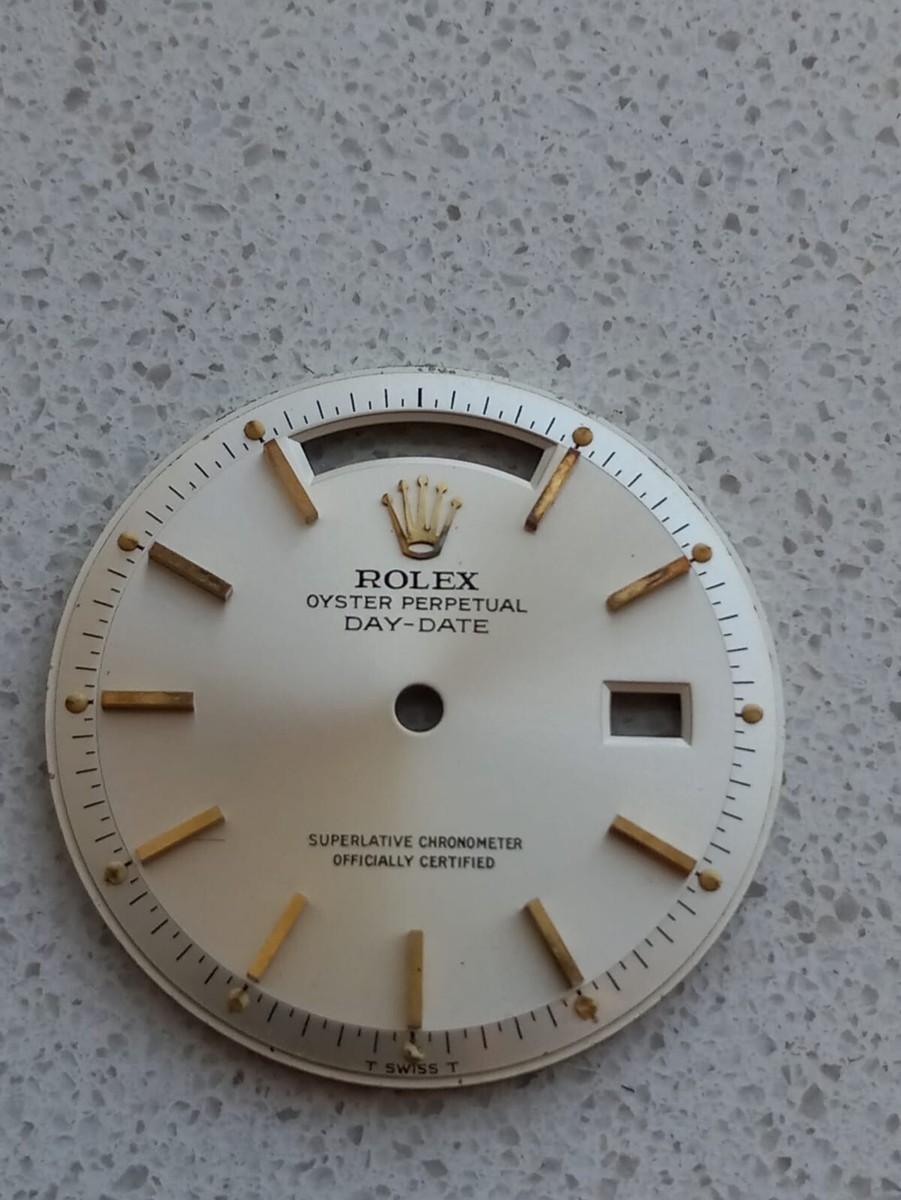 ROLEX
OYSTER PERPETUAL
DAY-DATE
SUPERLATIVE CHRONOMETER
OFFICIALLY CERTIFIED
T SWISS T